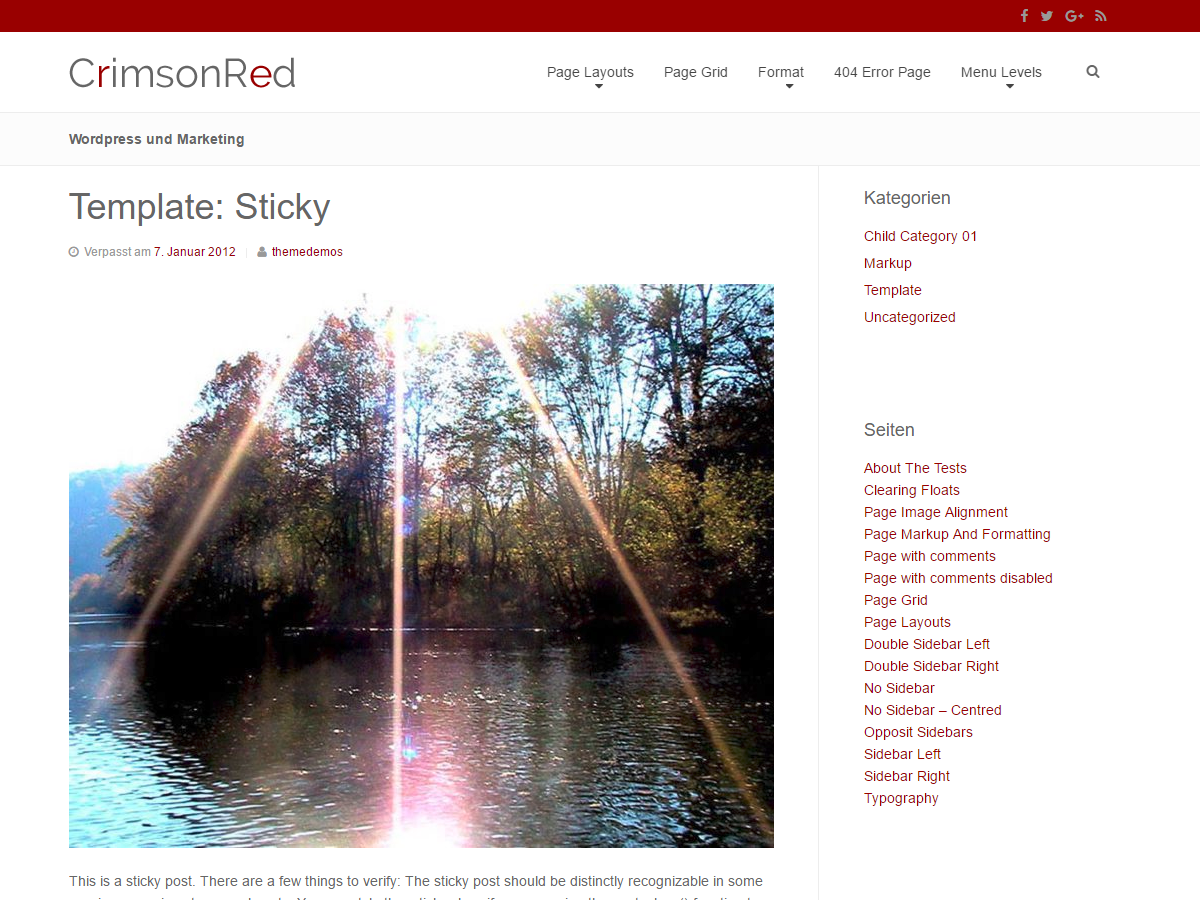 CrimsonRed
Page Layouts
Page Grid
Format
404 Error Page
Menu Levels
Wordpress und Marketing
Template: Sticky
Verpasst am 7. Januar 2012
themedemos
This is a sticky post. There are a few things to verify: The sticky post should be distinctly recognizable in some
Kategorien
Child Category 01
Markup
Template
Uncategorized
Seiten
About The Tests
Clearing Floats
Page Image Alignment
Page Markup And Formatting
Page with comments
Page with comments disabled
Page Grid
Page Layouts
Double Sidebar Left
Double Sidebar Right
No Sidebar
No Sidebar – Centred
Opposit Sidebars
Sidebar Left
Sidebar Right
Typography